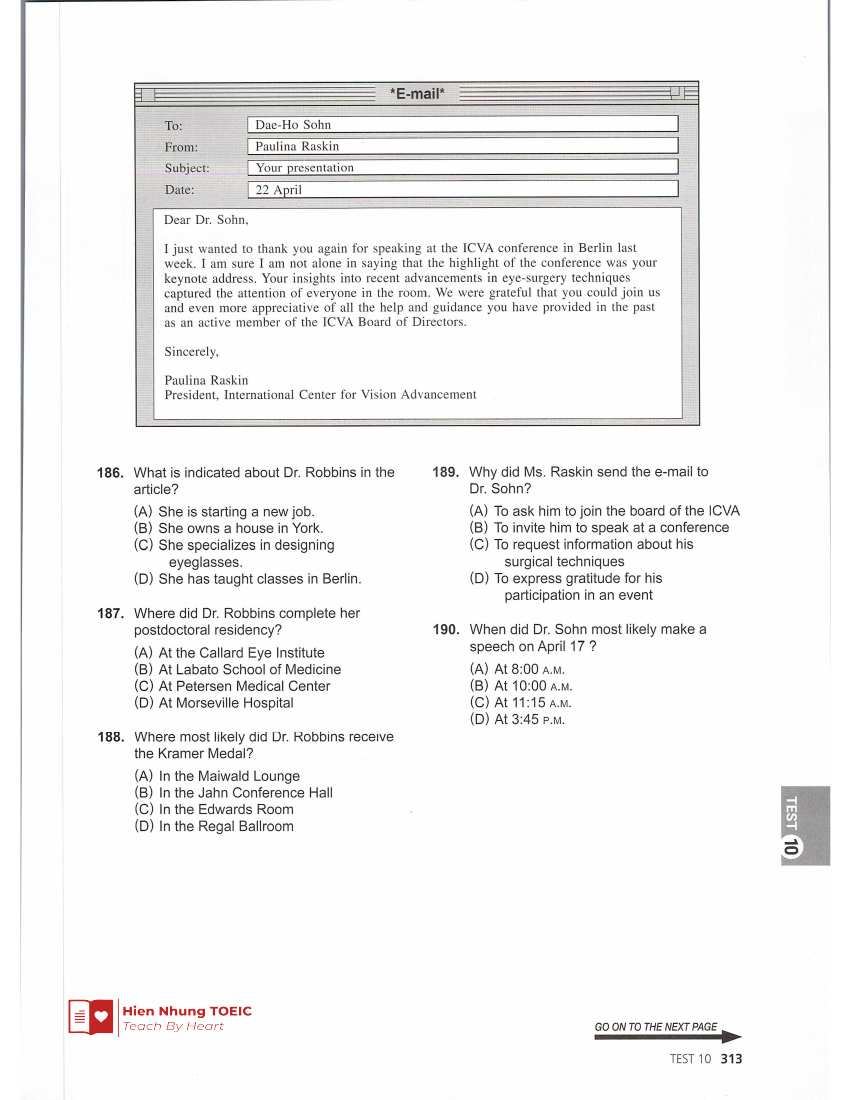 *E-mail*
To: Dae-Ho Sohn
From: Paulina Raskin
Subject: Your presentation
Date: 22 April
Dear Dr. Sohn,
I just wanted to thank you again for speaking at the ICVA conference in Berlin last
week. I am sure I am not alone in saying that the highlight of the conference was your
keynote address. Your insights into recent advancements in eye-surgery techniques
captured the attention of everyone in the room. We were grateful that you could join us
and even more appreciative of all the help and guidance you have provided in the past
as an active member of the ICVA Board of Directors.
Sincerely,
Paulina Raskin
President, International Center for Vision Advancement
186. What is indicated about Dr. Robbins in the
article?
(A) She is starting a new job.
(B) She owns a house in York.
(C) She specializes in designing
eyeglasses.
(D) She has taught classes in Berlin.
187. Where did Dr. Robbins complete her
postdoctoral residency?
(A) At the Callard Eye Institute
(B) At Labato School of Medicine
(C) At Petersen Medical Center
(D) At Morseville Hospital
188. Where most likely did Dr. Robbins receive
the Kramer Medal?
(A) In the Maiwald Lounge
(B) In the Jahn Conference Hall
(C) In the Edwards Room
(D) In the Regal Ballroom
189. Why did Ms. Raskin send the e-mail to
Dr. Sohn?
(A) To ask him to join the board of the ICVA
(B) To invite him to speak at a conference
(C) To request information about his
surgical techniques
(D) To express gratitude for his
participation in an event
190. When did Dr. Sohn most likely make a
speech on April 17 ?
(A) At 8:00 A.M.
(B) At 10:00 A.M.
(C) At 11:15 A.M.
(D) At 3:45 P.M.
TEST 10
Hien Nhung TOEIC
Teach By Heart
GO ON TO THE NEXT PAGE
TEST 10 313